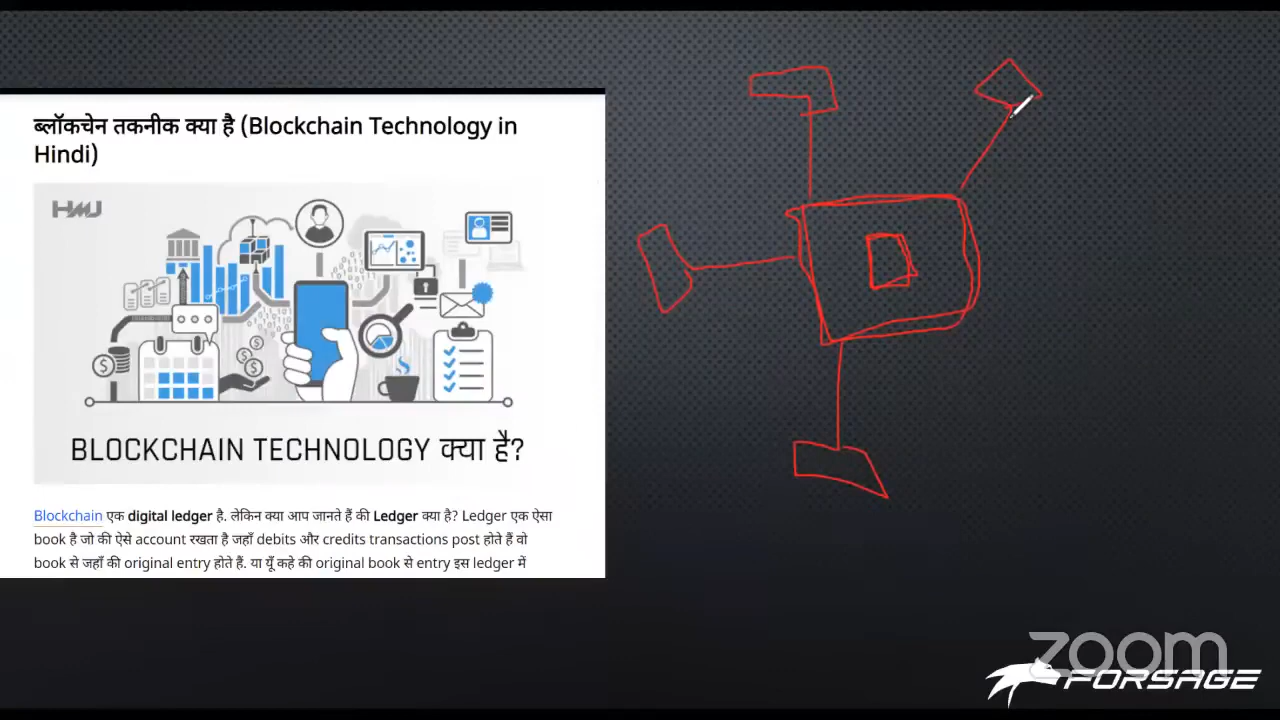 ब्लॉकचेन तकनीक क्या है (Blockchain Technology in
Hindi)
HMJ
BLOCKCHAIN TECHNOLOGY क्या है?
Blockchain एक digital ledger है. लेकिन क्या आप जानते हैं की Ledger क्या है? Ledger एक ऐसा
book है जो की ऐसे account रखता है जहाँ debits और credits transactions post होते हैं वो
book से जहाँ की original entry होते हैं. या यूँ कहे की original book से entry इस ledger में
zoom
FORSAGE